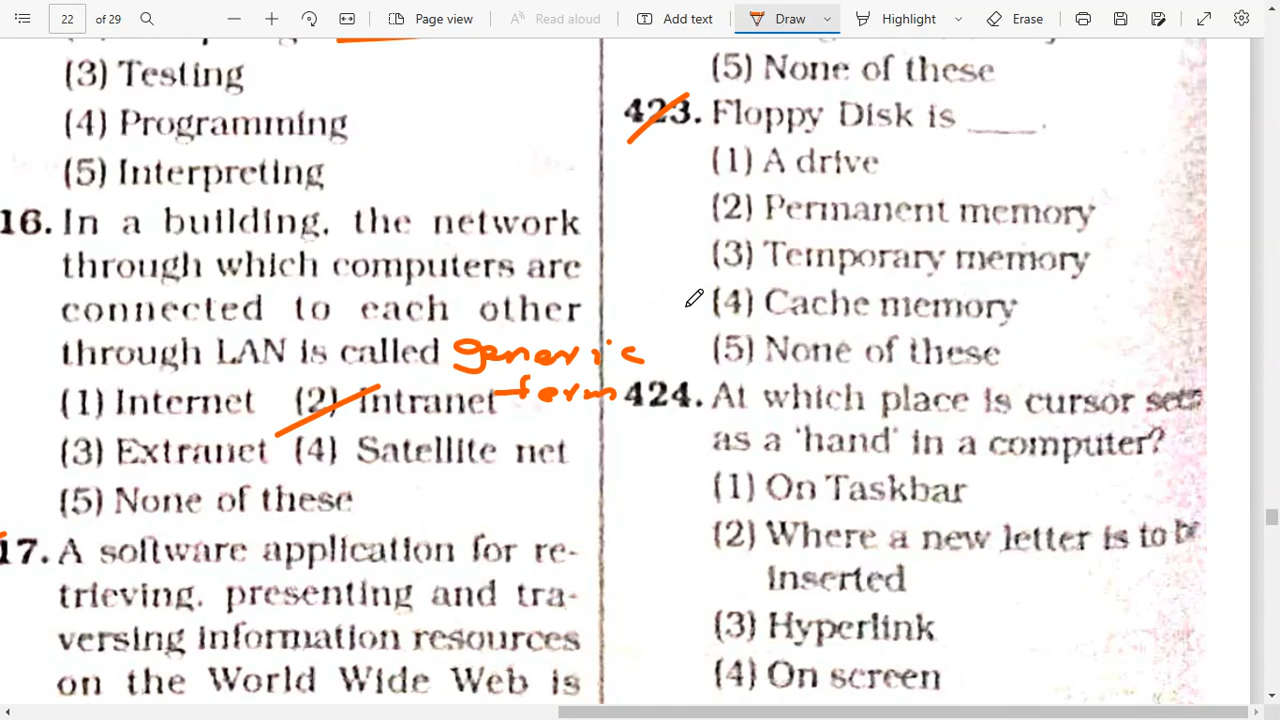 22 of 29 Page view Read aloud Add text Draw Highlight Erase
(3) Testing
(4) Programming
(5) Interpreting
16. In a building, the network
through which computers are
connected to each other
through LAN is called generic
(1) Internet (2) Intranet term
(3) Extranet (4) Satellite net
(5) None of these
17. A software application for re-
trieving, presenting and tra-
versing information resources
on the World Wide Web is
(5) None of these
423. Floppy Disk is ____.
(1) A drive
(2) Permanent memory
(3) Temporary memory
(4) Cache memory
(5) None of these
424. At which place is cursor
as a 'hand' in a computer?
(1) On Taskbar
(2) Where a new letter is to be
inserted
(3) Hyperlink
(4) On screen